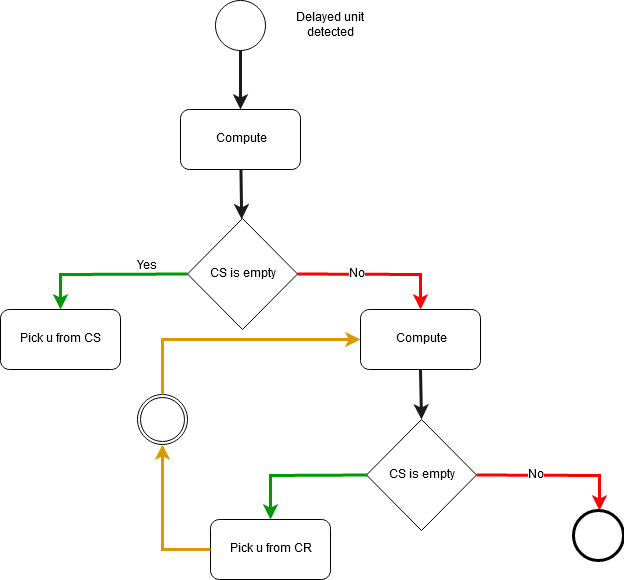 Delayed unit
detected
Compute
CS is empty
Yes
No
Pick u from CS
Compute
CS is empty
No
Pick u from CR